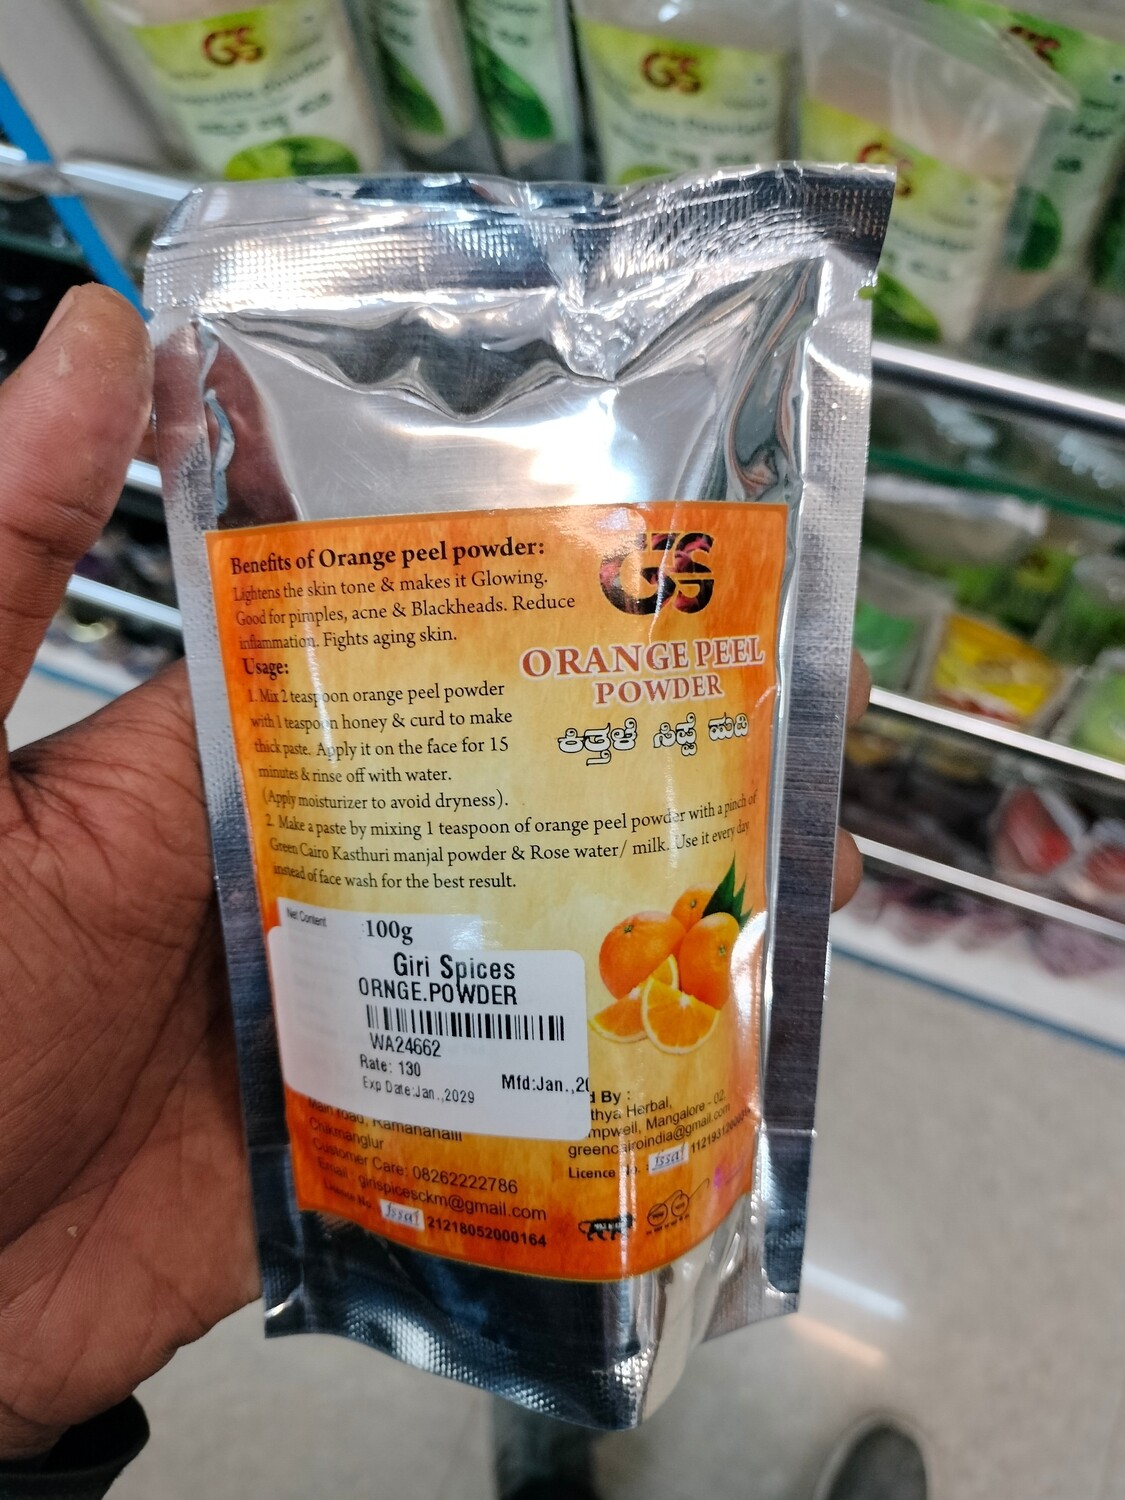 Benefits of Orange peel powder:
Lightens the skin tone & makes it Glowing.
Good for pimples, acne & Blackheads. Reduce
inflammation. Fights aging skin.
Usage:
1. Mix 2 teaspoon orange peel powder
with 1 teaspoon honey & curd to make
thick paste. Apply it on the face for 15
minutes & rinse off with water.
(Apply moisturizer to avoid dryness).
2. Make a paste by mixing 1 teaspoon of orange peel powder with a pinch of
Green Cairo Kasthuri manjal powder & Rose water/ milk. Use it every day
instead of face wash for the best result.
GS
ORANGE PEEL
POWDER
ಕಿತ್ತಳೆ ಸಿಪ್ಪೆ ಹುಡಿ
Net Content 100g
Giri Spices
ORNGE.POWDER
WA24662
Rate: 130
Exp Date:Jan.,2029
Mfd:Jan.,20
Main road, Ramanahalli
Chikmanglur
Customer Care: 08262222786
Email - girispicesckm@gmail.com
Licence No. fssai 21218052000164
d By :
thya Herbal,
mpwell, Mangalore - 02.
greencairoindia@gmail.com
Licence No. : fssai
GS
GS
GS